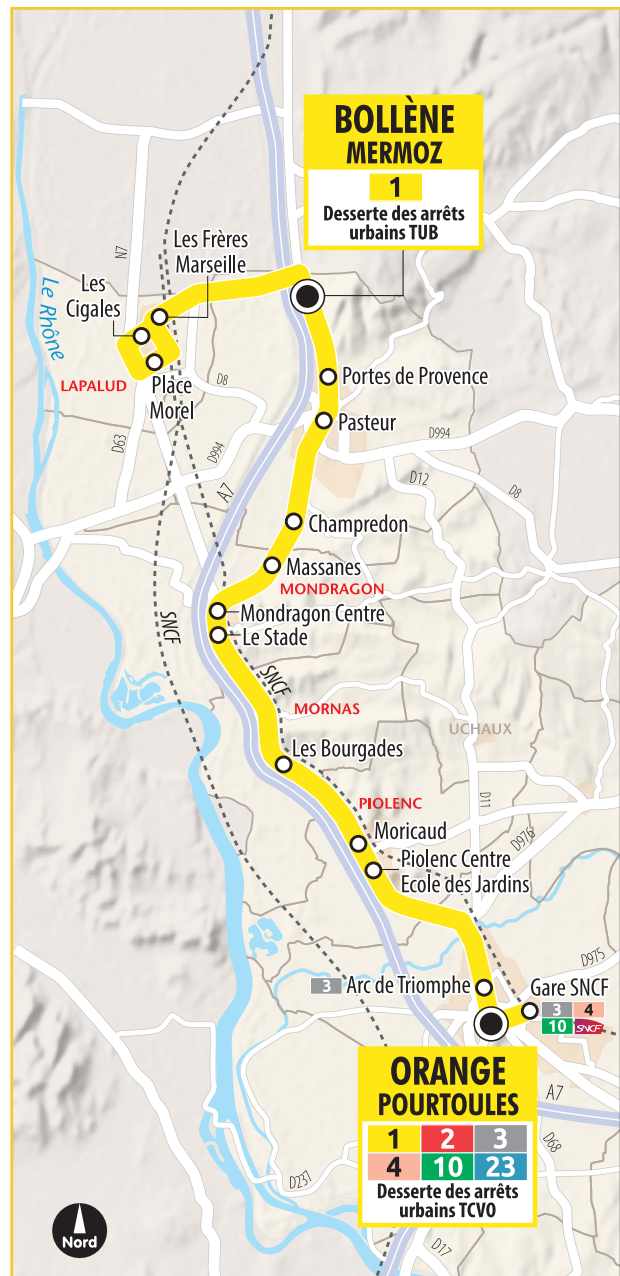 BOLLÈNE
MERMOZ
1
Desserte des arrêts
urbains TUB
N7
Les Frères
Marseille
Les
Cigales
Le Rhône
LAPALUD
Place
Morel
D8
Portes de Provence
Pasteur
D63
D994
D994
A7
D12
D8
Champredon
Massanes
MONDRAGON
Mondragon Centre
Le Stade
SNCF
SNCF
MORNAS
UCHAUX
Les Bourgades
PIOLENC
D11
D976
Moricaud
Piolenc Centre
Ecole des Jardins
D975
3 Arc de Triomphe
Gare SNCF
3 4
10 SNCF
ORANGE
POURTOULES
1 2 3
4 10 23
Desserte des arrêts
urbains TCVO
A7
D68
D237
D17
Nord